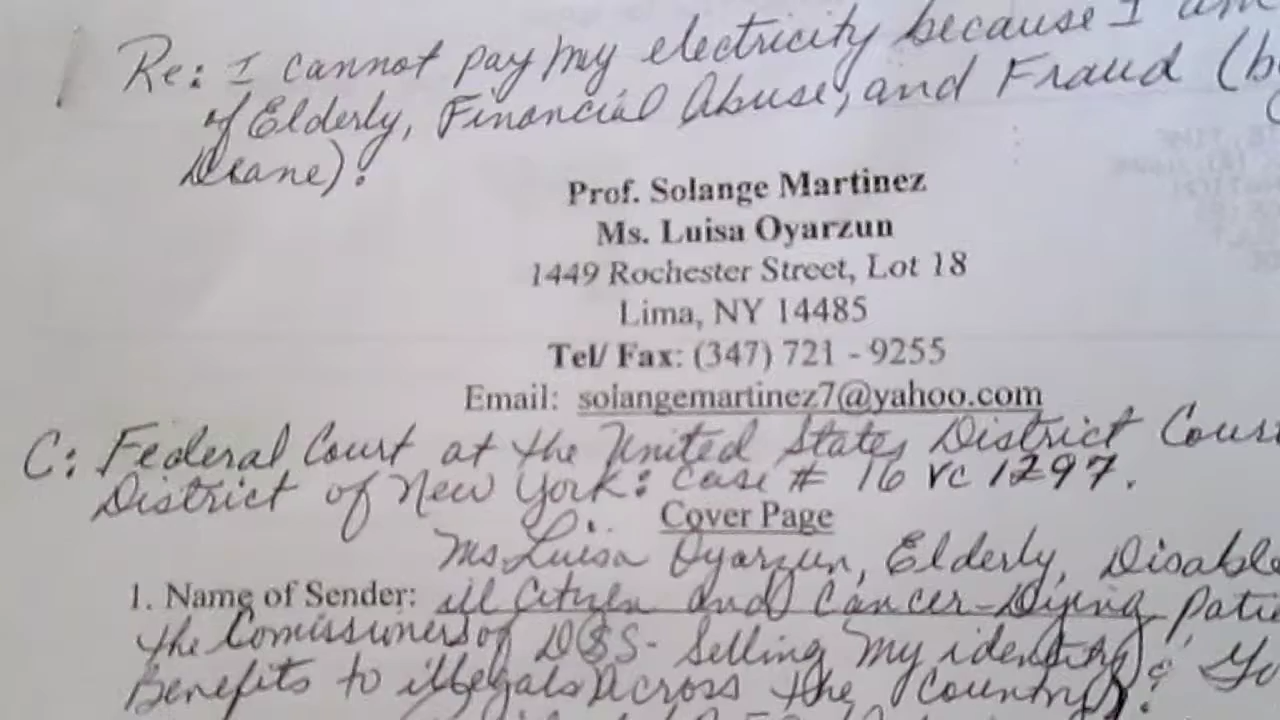 Re: I cannot pay my electricity because I am
of Elderly, Financial Abuse, and Fraud (by
Deane).
Prof. Solange Martinez
Ms. Luisa Oyarzun
1449 Rochester Street, Lot 18
Lima, NY 14485
Tel/ Fax: (347) 721 - 9255
Email: solangemartinez7@yahoo.com
C: Federal Court at the United States District Cour
District of New York: Case # 16 vc 1297.
Cover Page
Ms Luisa Oyarzun, Elderly, Disable
1. Name of Sender: ill Citizen and Cancer-Dying Pati
the Comissioners of DSS- Selling my identity
Benefits to illegals Across the Country.